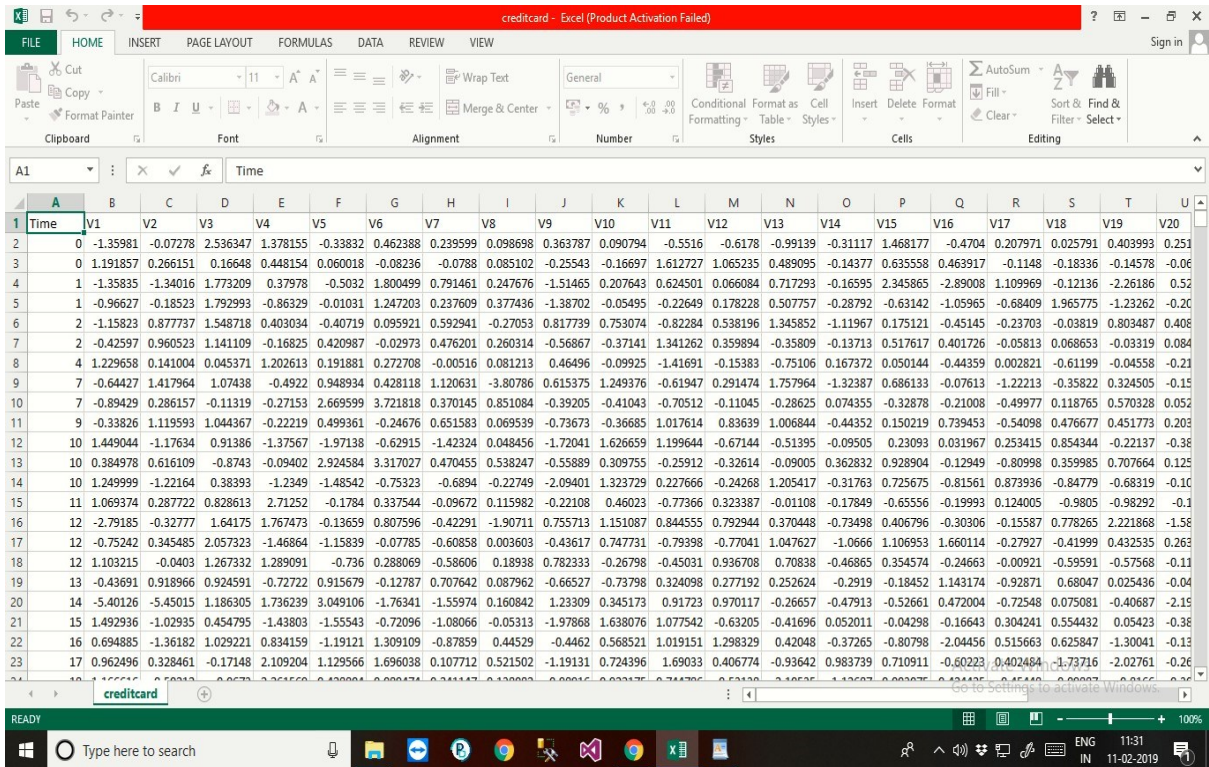 creditcard - Excel (Product Activation Failed)
FILE HOME INSERT PAGE LAYOUT FORMULAS DATA REVIEW VIEW Sign in
Cut
Copy
Format Painter
Paste
Calibri 11
B I U
Wrap Text
Merge & Center
General
%
Conditional Formatting
Format as Table
Cell Styles
Insert Delete Format
AutoSum
Fill
Clear
Sort & Filter
Find & Select
Clipboard Font Alignment Number Styles Cells Editing
A1 fx Time
A B C D E F G H I J K L M N O P Q R S T U
1 Time V1 V2 V3 V4 V5 V6 V7 V8 V9 V10 V11 V12 V13 V14 V15 V16 V17 V18 V19 V20
2 0 -1.35981 -0.07278 2.536347 1.378155 -0.33832 0.462388 0.239599 0.098698 0.363787 0.090794 -0.5516 -0.6178 -0.99139 -0.31117 1.468177 -0.4704 0.207971 0.025791 0.403993 0.251
3 0 1.191857 0.266151 0.16648 0.448154 0.060018 -0.08236 -0.0788 0.085102 -0.25543 -0.16697 1.612727 1.065235 0.489095 -0.14377 0.635558 0.463917 -0.1148 -0.18336 -0.14578 -0.06
4 1 -1.35835 -1.34016 1.773209 0.37978 -0.5032 1.800499 0.791461 0.247676 -1.51465 0.207643 0.624501 0.066084 0.717293 -0.16595 2.345865 -2.89008 1.109969 -0.12136 -2.26186 0.52
5 1 -0.96627 -0.18523 1.792993 -0.86329 -0.01031 1.247203 0.237609 0.377436 -1.38702 -0.05495 -0.22649 0.178228 0.507757 -0.28792 -0.63142 -1.05965 -0.68409 1.965775 -1.23262 -0.20
6 2 -1.15823 0.877737 1.548718 0.403034 -0.40719 0.095921 0.592941 -0.27053 0.817739 0.753074 -0.82284 0.538196 1.345852 -1.11967 0.175121 -0.45145 -0.23703 -0.03819 0.803487 0.408
7 2 -0.42597 0.960523 1.141109 -0.16825 0.420987 -0.02973 0.476201 0.260314 -0.56867 -0.37141 1.341262 0.359894 -0.35809 -0.13713 0.517617 0.401726 -0.05813 0.068653 -0.03319 0.084
8 4 1.229658 0.141004 0.045371 1.202613 0.191881 0.272708 -0.00516 0.081213 0.46496 -0.09925 -1.41691 -0.15383 -0.75106 0.167372 0.050144 -0.44359 0.002821 -0.61199 -0.04558 -0.21
9 7 -0.64427 1.417964 1.07438 -0.4922 0.948934 0.428118 1.120631 -3.80786 0.615375 1.249376 -0.61947 0.291474 1.757964 -1.32387 0.686133 -0.07613 -1.22213 -0.35822 0.324505 -0.15
10 7 -0.89429 0.286157 -0.11319 -0.27153 2.669599 3.721818 0.370145 0.851084 -0.39205 -0.41043 -0.70512 -0.11045 -0.28625 0.074355 -0.32878 -0.21008 -0.49977 0.118765 0.570328 0.052
11 9 -0.33826 1.119593 1.044367 -0.22219 0.499361 -0.24676 0.651583 0.069539 -0.73673 -0.36685 1.017614 0.83639 1.006844 -0.44352 0.150219 0.739453 -0.54098 0.476677 0.451773 0.203
12 10 1.449044 -1.17634 0.91386 -1.37567 -1.97138 -0.62915 -1.42324 0.048456 -1.72041 1.626659 1.199644 -0.67144 -0.51395 -0.09505 0.23093 0.031967 0.253415 0.854344 -0.22137 -0.38
13 10 0.384978 0.616109 -0.8743 -0.09402 2.924584 3.317027 0.470455 0.538247 -0.55889 0.309755 -0.25912 -0.32614 -0.09005 0.362832 0.928904 -0.12949 -0.80998 0.359985 0.707664 0.125
14 10 1.249999 -1.22164 0.38393 -1.2349 -1.48542 -0.75323 -0.6894 -0.22749 -2.09401 1.323729 0.227666 -0.24268 1.205417 -0.31763 0.725675 -0.81561 0.873936 -0.84779 -0.68319 -0.10
15 11 1.069374 0.287722 0.828613 2.71252 -0.1784 0.337544 -0.09672 0.115982 -0.22108 0.46023 -0.77366 0.323387 -0.01108 -0.17849 -0.65556 -0.19993 0.124005 -0.9805 -0.98292 -0.1
16 12 -2.79185 -0.32777 1.64175 1.767473 -0.13659 0.807596 -0.42291 -1.90711 0.755713 1.151087 0.844555 0.792944 0.370448 -0.73498 0.406796 -0.30306 -0.15587 0.778265 2.221868 -1.58
17 12 -0.75242 0.345485 2.057323 -1.46864 -1.15839 -0.07785 -0.60858 0.003603 -0.43617 0.747731 -0.79398 -0.77041 1.047627 -1.0666 1.106953 1.660114 -0.27927 -0.41999 0.432535 0.263
18 12 1.103215 -0.0403 1.267332 1.289091 -0.736 0.288069 -0.58606 0.18938 0.782333 -0.26798 -0.45031 0.936708 0.70838 -0.46865 0.354574 -0.24663 -0.00921 -0.59591 -0.57568 -0.11
19 13 -0.43691 0.918966 0.924591 -0.72722 0.915679 -0.12787 0.707642 0.087962 -0.66527 -0.73798 0.324098 0.277192 0.252624 -0.2919 -0.18452 1.143174 -0.92871 0.68047 0.025436 -0.04
20 14 -5.40126 -5.45015 1.186305 1.736239 3.049106 -1.76341 -1.55974 0.160842 1.23309 0.345173 0.91723 0.970117 -0.26657 -0.47913 -0.52661 0.472004 -0.72548 0.075081 -0.40687 -2.19
21 15 1.492936 -1.02935 0.454795 -1.43803 -1.55543 -0.72096 -1.08066 -0.05313 -1.97868 1.638076 1.077542 -0.63205 -0.41696 0.052011 -0.04298 -0.16643 0.304241 0.554432 0.05423 -0.38
22 16 0.694885 -1.36182 1.029221 0.834159 -1.19121 1.309109 -0.87859 0.44529 -0.4462 0.568521 1.019151 1.298329 0.42048 -0.37265 -0.80798 -2.04456 0.515663 0.625847 -1.30041 -0.13
23 17 0.962496 0.328461 -0.17148 2.109204 1.129566 1.696038 0.107712 0.521502 -1.19131 0.724396 1.69033 0.406774 -0.93642 0.983739 0.710911 -0.60223 0.402484 -1.73716 -2.02761 -0.26
Activate Windows
Go to Settings to activate Windows.
creditcard
READY 100%
Type here to search
ENG
IN
11:31
11-02-2019